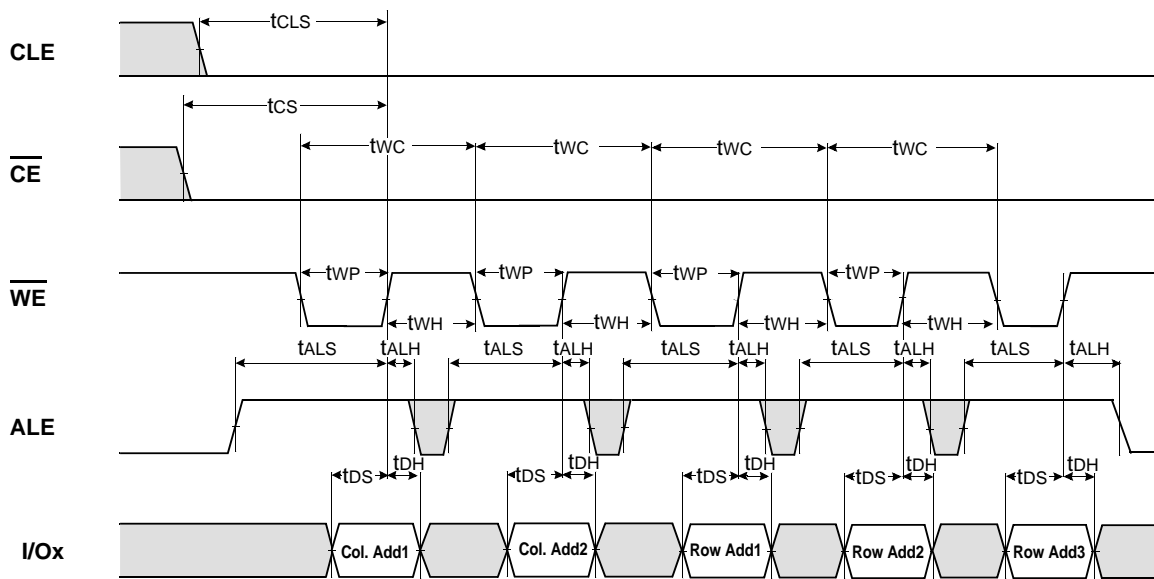 tCLS
CLE
tCS
tWC tWC tWC tWC
CE
tWP tWP tWP tWP
WE
tWH tWH tWH tWH
tALS tALH tALS tALH tALS tALH tALS tALH tALS tALH
ALE
tDS tDH tDS tDH tDS tDH tDS tDH tDS tDH
I/Ox Col. Add1 Col. Add2 Row Add1 Row Add2 Row Add3